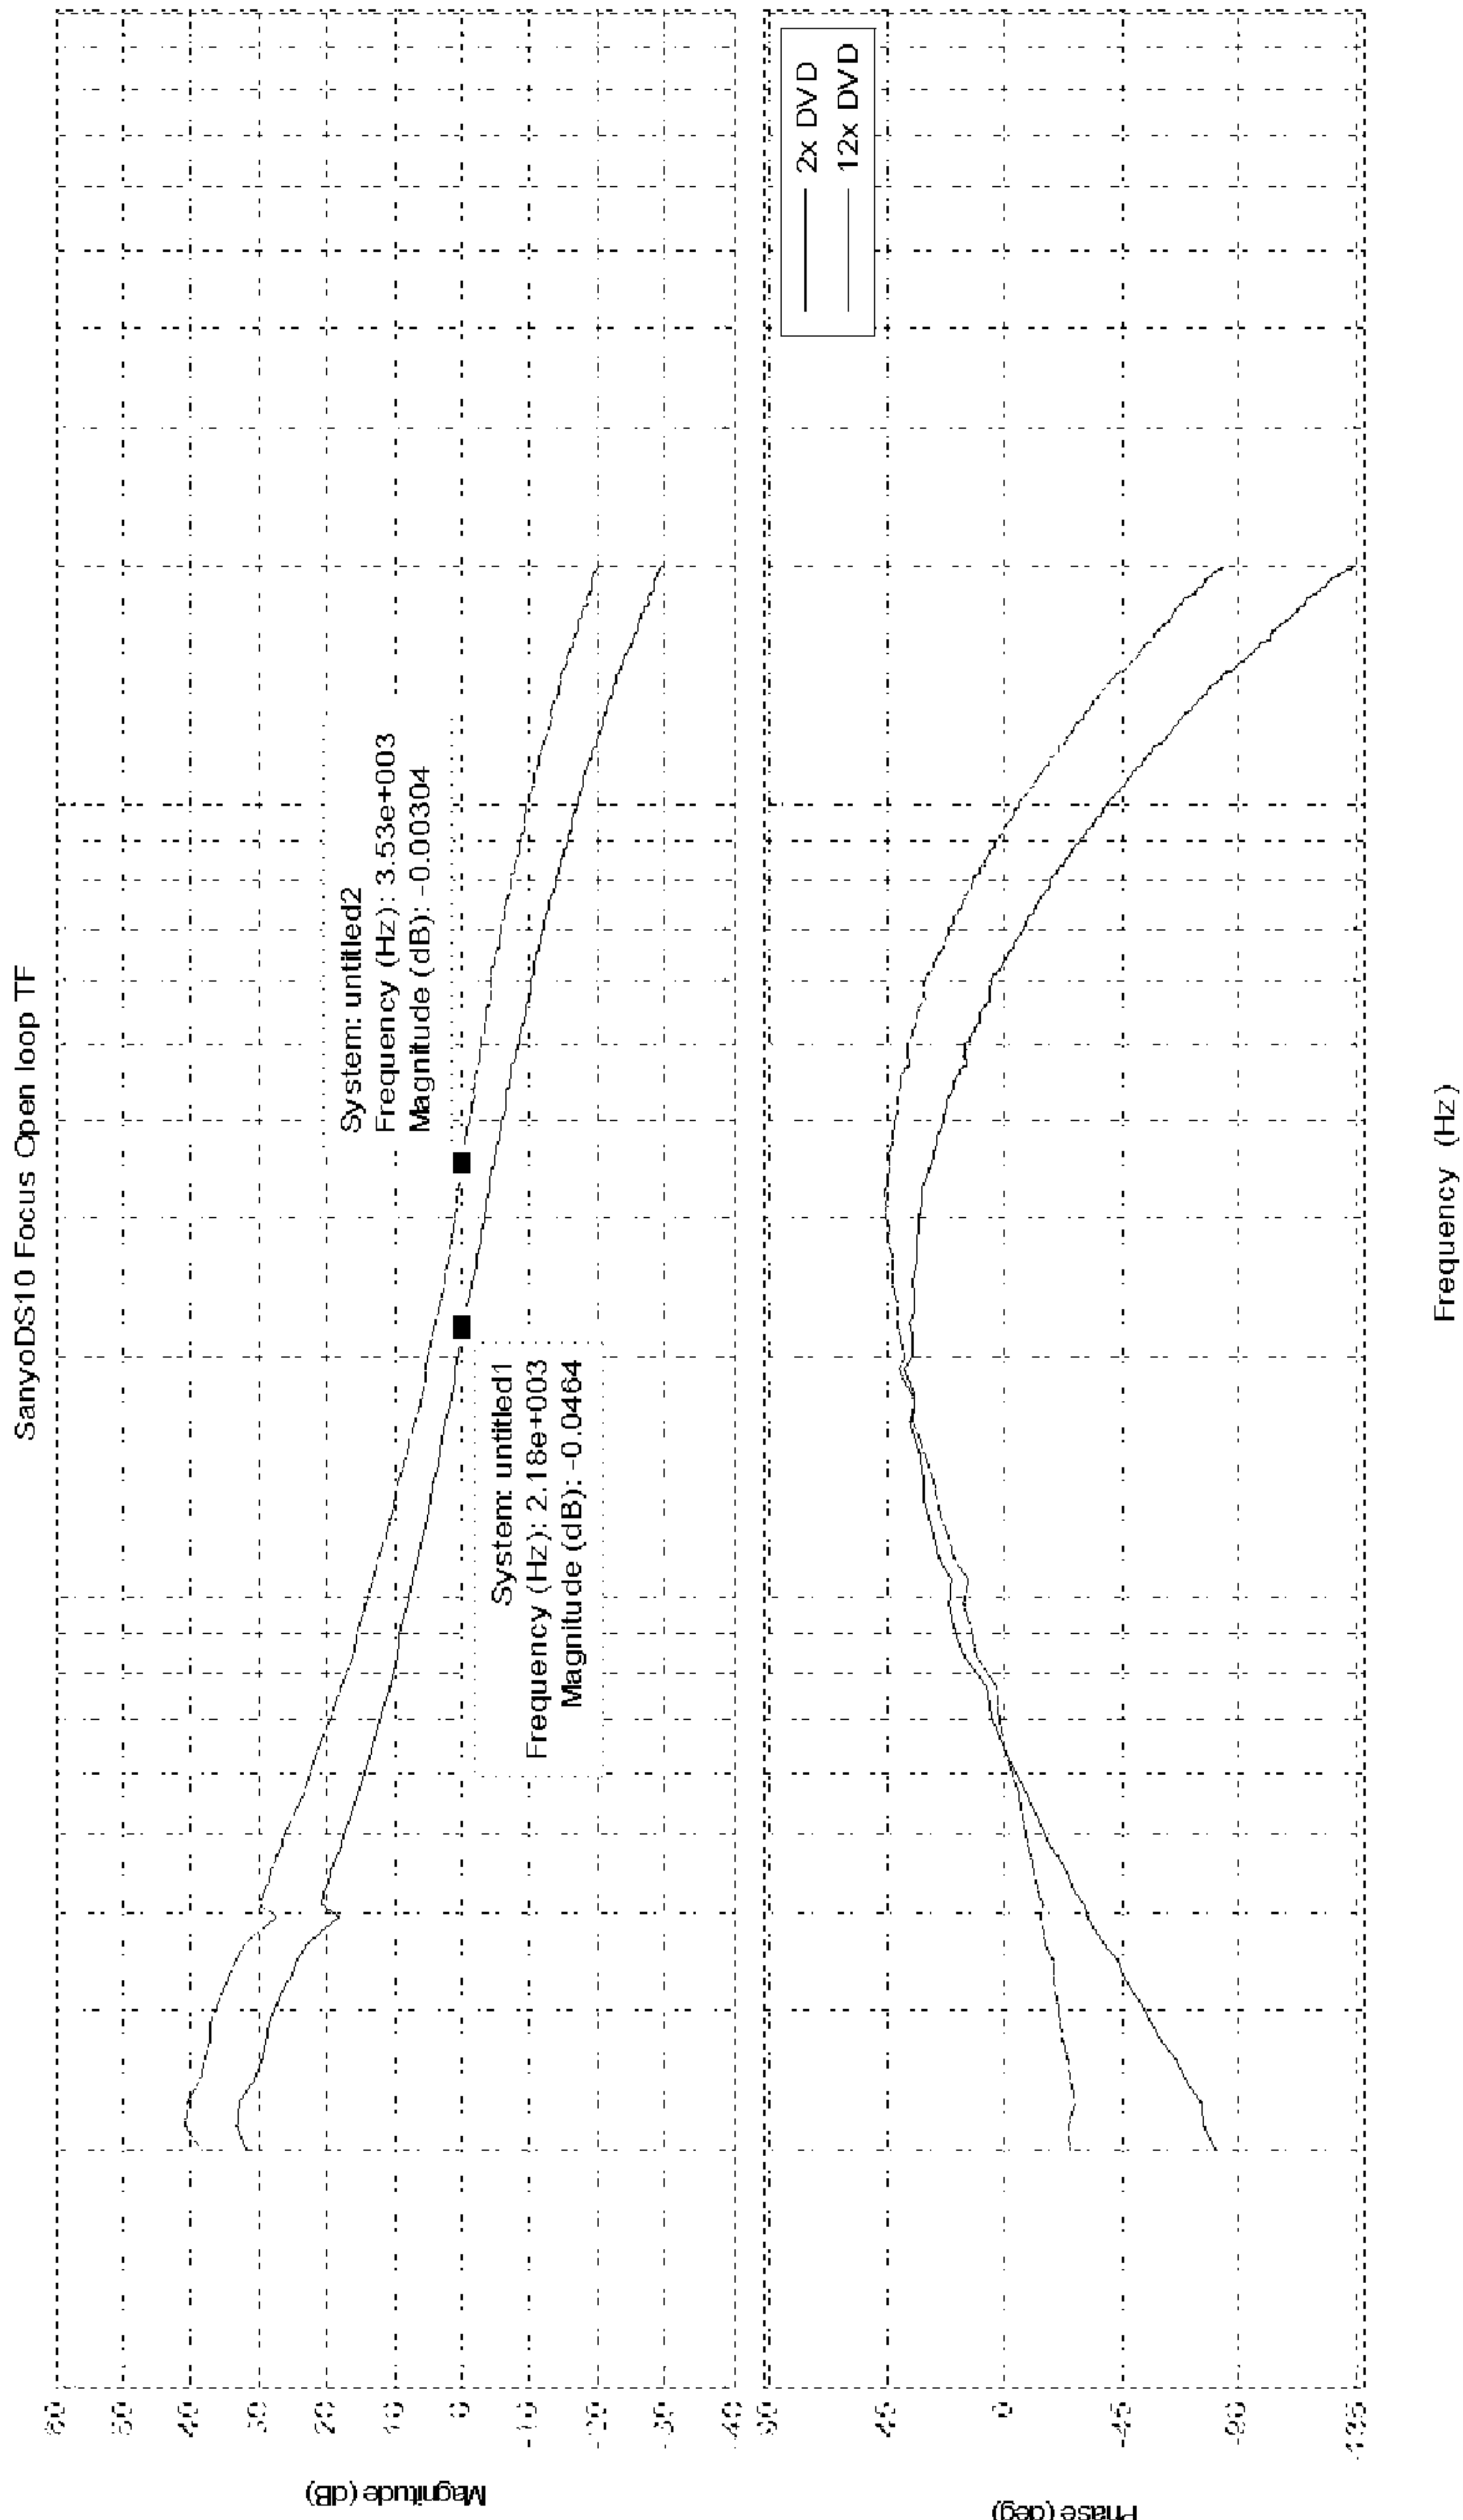 SanyoDS10 Focus Open loop TF
Magnitude (dB)
60
50
40
30
20
10
0
-10
-20
-30
-40
System: untitled2
Frequency (Hz): 3.53e+003
Magnitude (dB): -0.00304
System: untitled1
Frequency (Hz): 2.18e+003
Magnitude (dB): -0.0464
Phase (deg)
90
45
0
-45
-90
-135
2x DVD
12x DVD
Frequency (Hz)